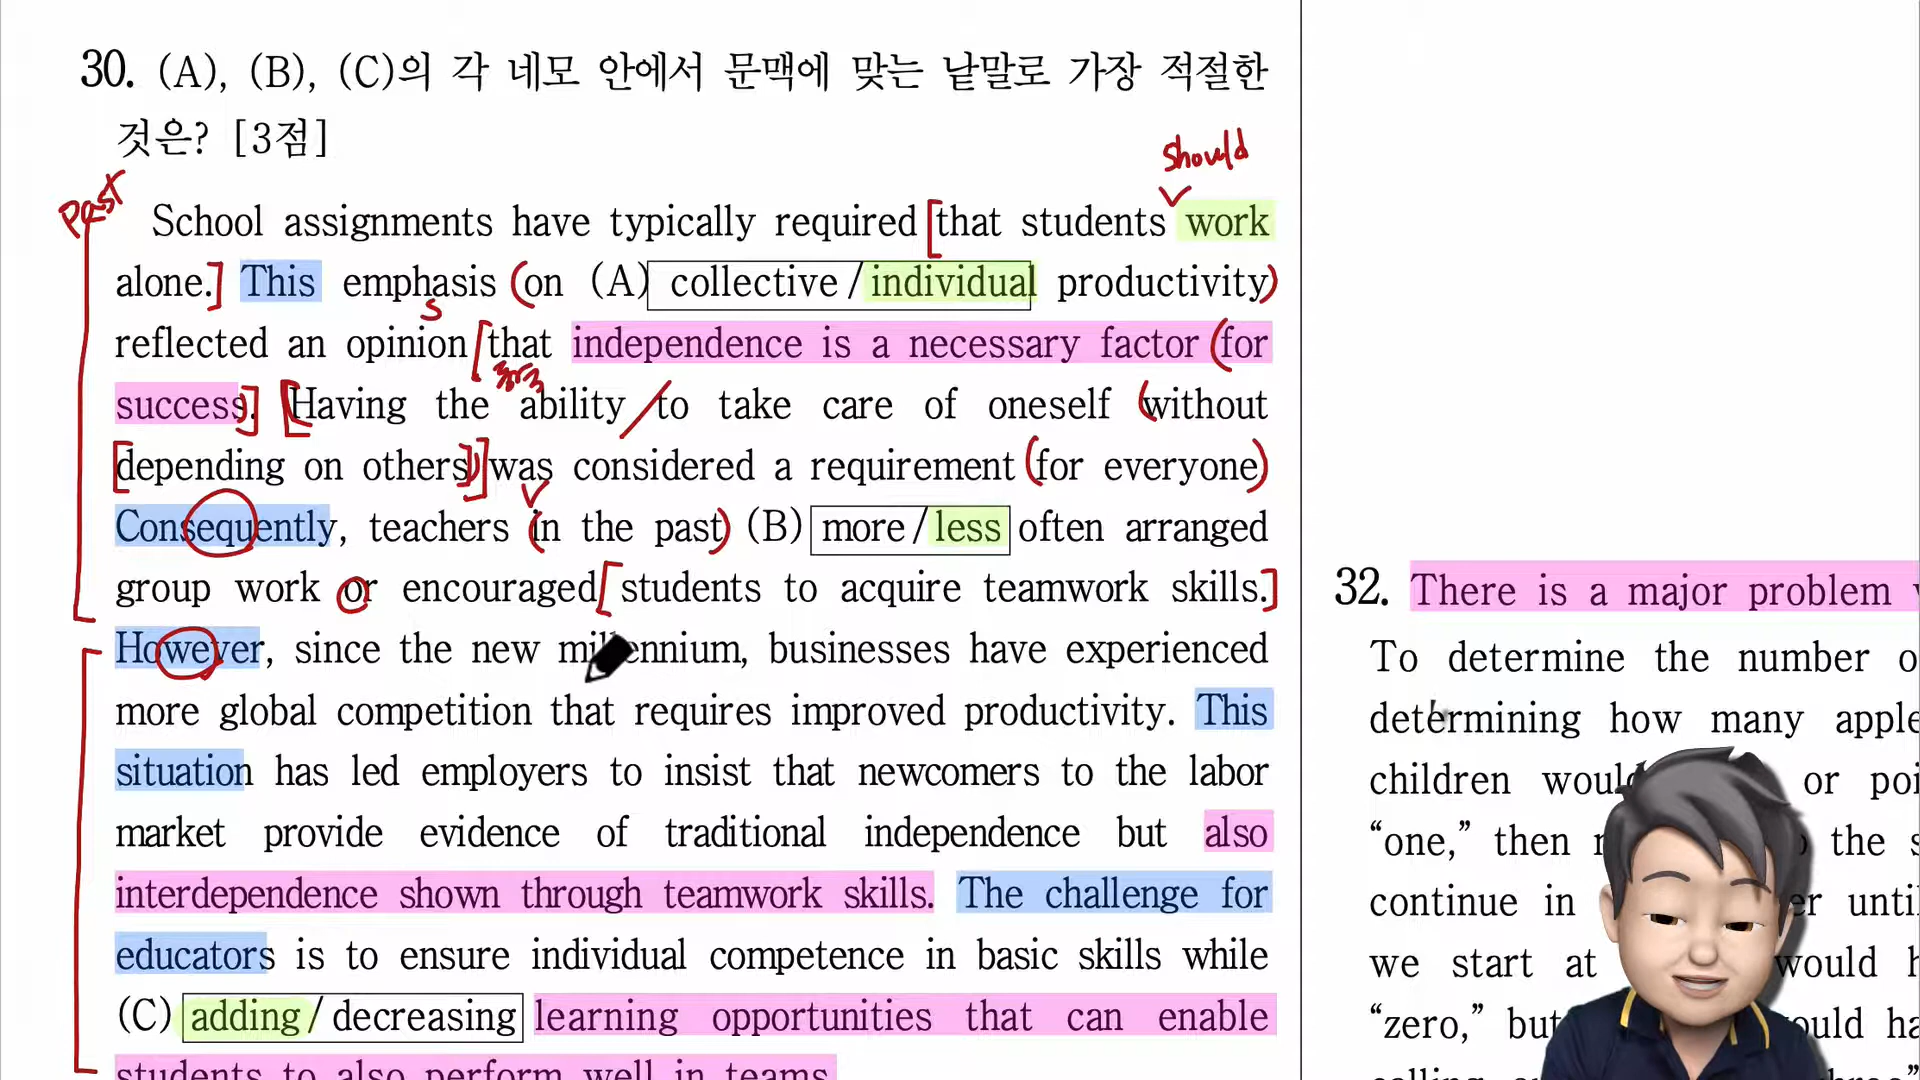 30. (A), (B), (C)의 각 네모 안에서 문맥에 맞는 낱말로 가장 적절한
것은? [3점]
should
Past
School assignments have typically required [that students work
alone.] This emphasis (on (A) collective / individual productivity)
s
reflected an opinion [that independence is a necessary factor (for
success)]. [Having the ability / to take care of oneself (without
[depending on others])] was considered a requirement (for everyone)
Consequently, teachers (in the past) (B) more / less often arranged
group work or encouraged [students to acquire teamwork skills.]
However, since the new millennium, businesses have experienced
more global competition that requires improved productivity. This
situation has led employers to insist that newcomers to the labor
market provide evidence of traditional independence but also
interdependence shown through teamwork skills. The challenge for
educators is to ensure individual competence in basic skills while
(C) adding / decreasing learning opportunities that can enable
students to also perform well in teams.
32. There is a major problem
To determine the number
determining how many
children or
"one," then the
continue in
we start at would
"zero," but